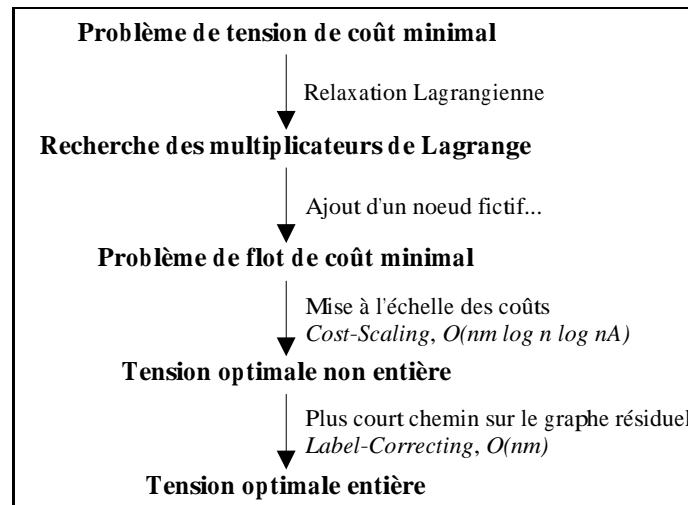 Problème de tension de coût minimal
Relaxation Lagrangienne
Recherche des multiplicateurs de Lagrange
Ajout d'un noeud fictif...
Problème de flot de coût minimal
Mise à l'échelle des coûts
Cost-Scaling, O(nm log n log nA)
Tension optimale non entière
Plus court chemin sur le graphe résiduel
Label-Correcting, O(nm)
Tension optimale entière